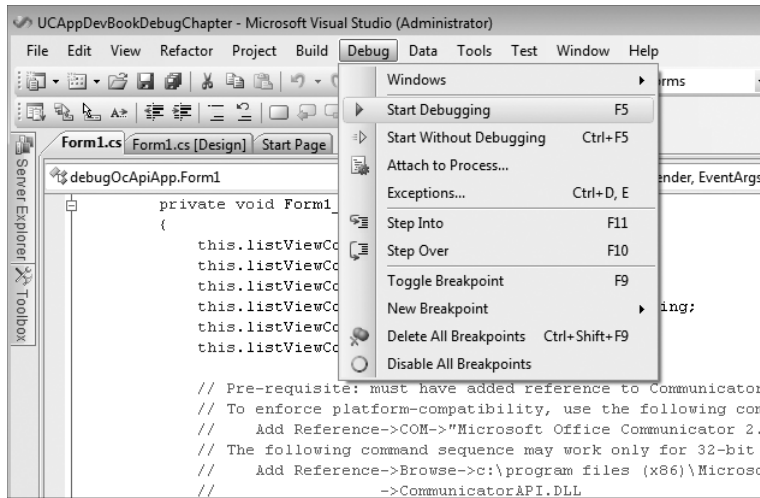 UCAppDevBookDebugChapter - Microsoft Visual Studio (Administrator)
File Edit View Refactor Project Build Debug Data Tools Test Window Help
Windows
Start Debugging F5
Start Without Debugging Ctrl+F5
Attach to Process...
Exceptions... Ctrl+D, E
Step Into F11
Step Over F10
Toggle Breakpoint F9
New Breakpoint
Delete All Breakpoints Ctrl+Shift+F9
Disable All Breakpoints
Form1.cs Form1.cs [Design] Start Page
Server Explorer
Toolbox
debugOcApiApp.Form1
private void Form1_
{
this.listViewCo
this.listViewCo
this.listViewCo
this.listViewCo
this.listViewCo
this.listViewCo
// Pre-requisite: must have added reference to Communicator
// To enforce platform-compatibility, use the following
// Add Reference->COM->"Microsoft Office Communicator 2.
// The following command sequence may work only for 32-bit
// Add Reference->Browse->c:\program files (x86)\Microso
// ->CommunicatorAPI.DLL